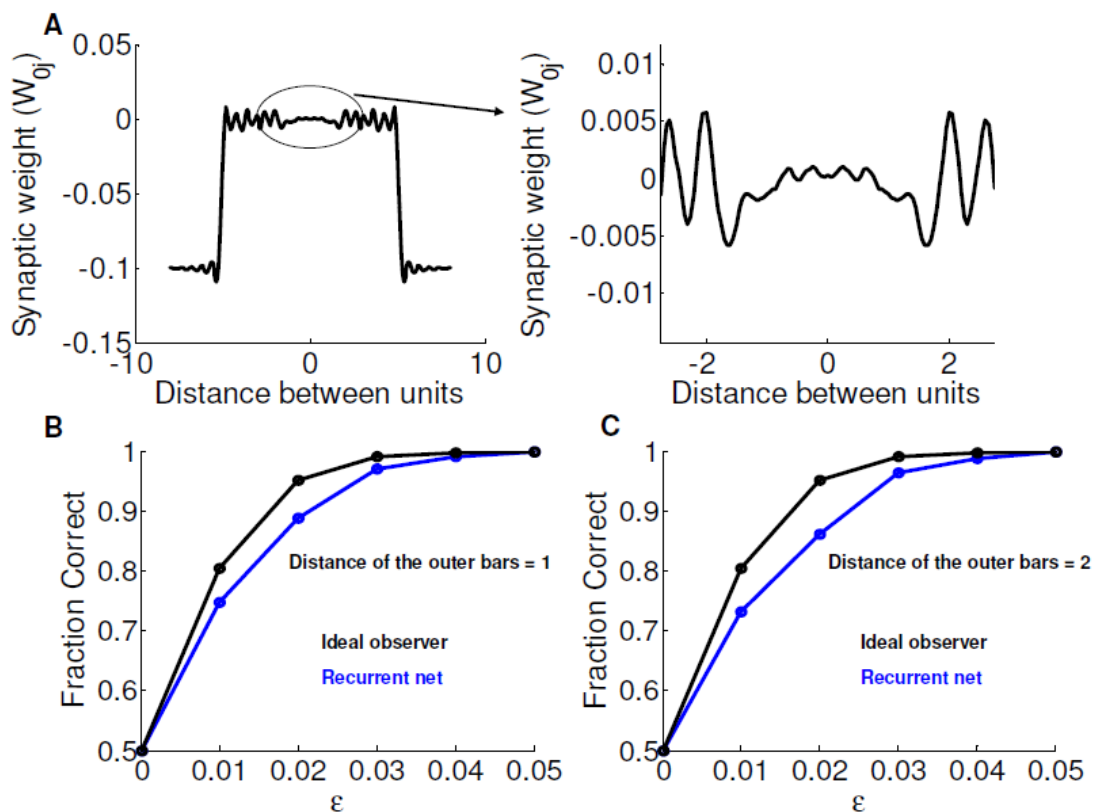 A
Synaptic weight (W0j)
0.05
0
-0.05
-0.1
-0.15
-10
0
10
Distance between units
Synaptic weight (W0j)
0.01
0.005
0
-0.005
-0.01
-2
0
2
Distance between units
B
Fraction Correct
1
0.9
0.8
0.7
0.6
0.5
Distance of the outer bars = 1
Ideal observer
Recurrent net
0
0.01
0.02
0.03
0.04
0.05
ε
C
Fraction Correct
1
0.9
0.8
0.7
0.6
0.5
Distance of the outer bars = 2
Ideal observer
Recurrent net
0
0.01
0.02
0.03
0.04
0.05
ε